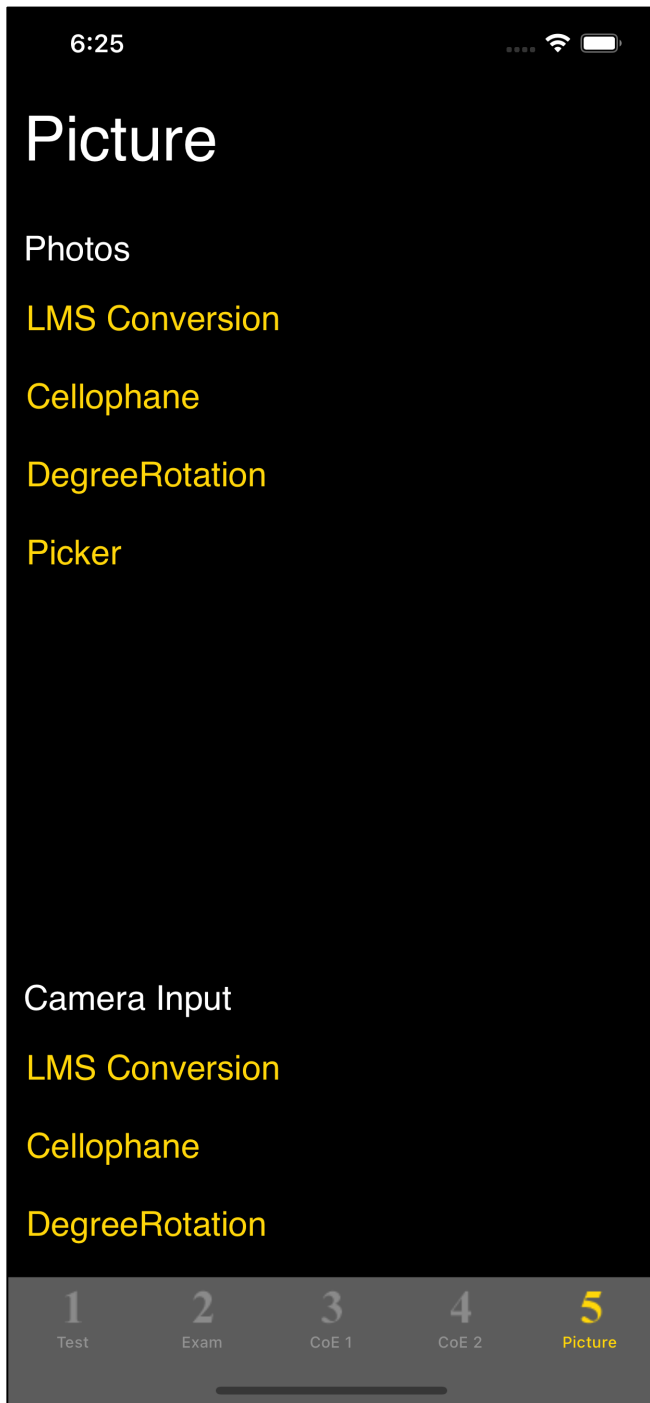 6:25
Picture
Photos
LMS Conversion
Cellophane
DegreeRotation
Picker
Camera Input
LMS Conversion
Cellophane
DegreeRotation
1 2 3 4 5
Test Exam CoE 1 CoE 2 Picture